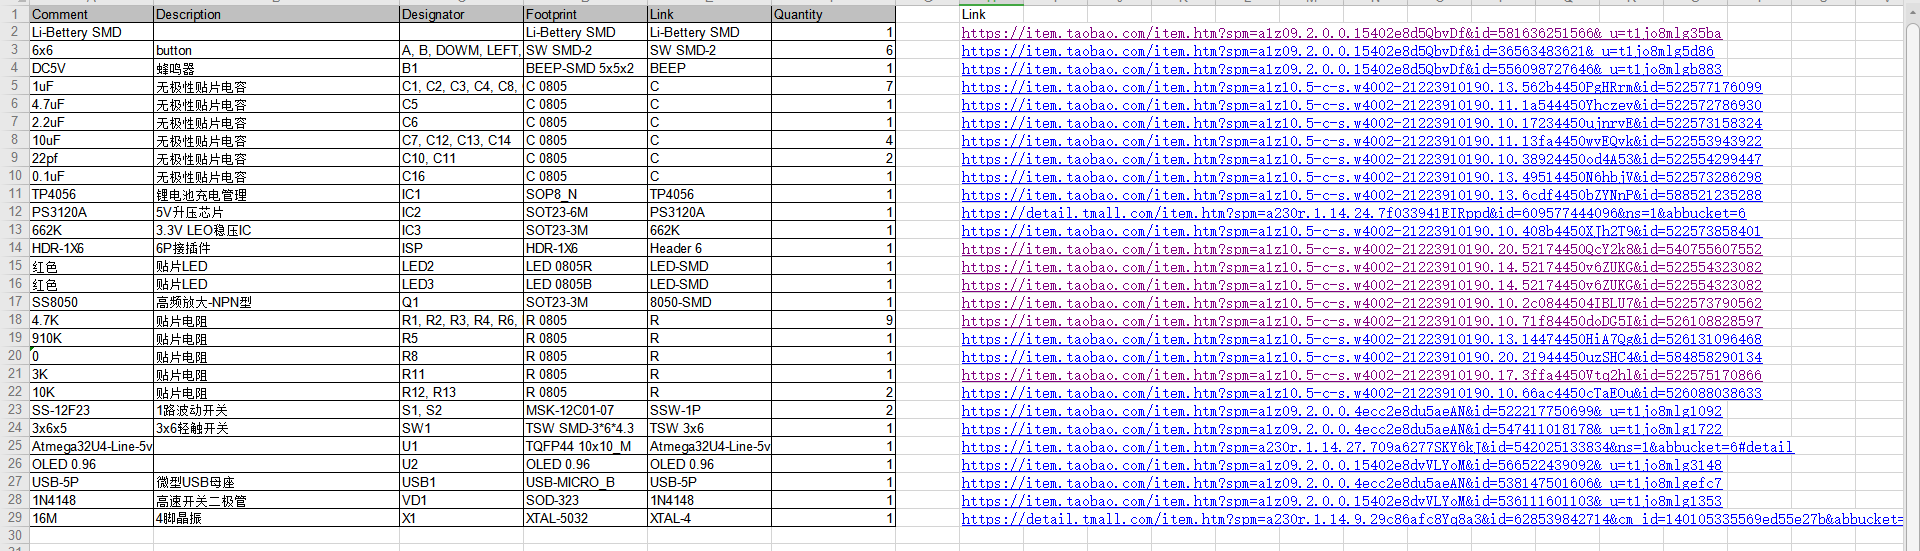 1 Comment Description Designator Footprint Link Quantity Link
2 Li-Bettery SMD Li-Bettery SMD Li-Bettery SMD 1 https://item.taobao.com/item.htm?spm=a1z09.2.0.0.15402e8d5QbvDf&id=581636251566&_u=t1jo8mlg35ba
3 6x6 button A, B, DOWM, LEFT, SW SMD-2 SW SMD-2 6 https://item.taobao.com/item.htm?spm=a1z09.2.0.0.15402e8d5QbvDf&id=36563483621&_u=t1jo8mlg5d86
4 DC5V 蜂鸣器 B1 BEEP-SMD 5x5x2 BEEP 1 https://item.taobao.com/item.htm?spm=a1z09.2.0.0.15402e8d5QbvDf&id=556098727646&_u=t1jo8mlgb883
5 1uF 无极性贴片电容 C1, C2, C3, C4, C8, C 0805 C 7 https://item.taobao.com/item.htm?spm=a1z10.5-c-s.w4002-21223910190.13.562b4450PgHRrm&id=522577176099
6 4.7uF 无极性贴片电容 C5 C 0805 C 1 https://item.taobao.com/item.htm?spm=a1z10.5-c-s.w4002-21223910190.11.1a544450Yhczev&id=522572786930
7 2.2uF 无极性贴片电容 C6 C 0805 C 1 https://item.taobao.com/item.htm?spm=a1z10.5-c-s.w4002-21223910190.10.17234450ujnrvE&id=522573158324
8 10uF 无极性贴片电容 C7, C12, C13, C14 C 0805 C 4 https://item.taobao.com/item.htm?spm=a1z10.5-c-s.w4002-21223910190.11.13fa4450wvEQvk&id=522553943922
9 22pf 无极性贴片电容 C10, C11 C 0805 C 2 https://item.taobao.com/item.htm?spm=a1z10.5-c-s.w4002-21223910190.10.38924450od4A53&id=522554299447
10 0.1uF 无极性贴片电容 C16 C 0805 C 1 https://item.taobao.com/item.htm?spm=a1z10.5-c-s.w4002-21223910190.13.49514450N6hbjV&id=522573286298
11 TP4056 锂电池充电管理 IC1 SOP8_N TP4056 1 https://item.taobao.com/item.htm?spm=a1z10.5-c-s.w4002-21223910190.13.6cdf4450bZYNnP&id=588521235288
12 PS3120A 5V升压芯片 IC2 SOT23-6M PS3120A 1 https://detail.tmall.com/item.htm?spm=a230r.1.14.24.7f033941EIRppd&id=609577444096&ns=1&abbucket=6
13 662K 3.3V LEO稳压IC IC3 SOT23-3M 662K 1 https://item.taobao.com/item.htm?spm=a1z10.5-c-s.w4002-21223910190.10.408b4450XJh2T9&id=522573858401
14 HDR-1X6 6P接插件 ISP HDR-1X6 Header 6 1 https://item.taobao.com/item.htm?spm=a1z10.5-c-s.w4002-21223910190.20.52174450QcY2k8&id=540755607552
15 红色 贴片LED LED2 LED 0805R LED-SMD 1 https://item.taobao.com/item.htm?spm=a1z10.5-c-s.w4002-21223910190.14.52174450v6ZUKG&id=522554323082
16 红色 贴片LED LED3 LED 0805B LED-SMD 1 https://item.taobao.com/item.htm?spm=a1z10.5-c-s.w4002-21223910190.14.52174450v6ZUKG&id=522554323082
17 SS8050 高频放大-NPN型 Q1 SOT23-3M 8050-SMD 1 https://item.taobao.com/item.htm?spm=a1z10.5-c-s.w4002-21223910190.10.2c0844504IBLU7&id=522573790562
18 4.7K 贴片电阻 R1, R2, R3, R4, R6, R 0805 R 9 https://item.taobao.com/item.htm?spm=a1z10.5-c-s.w4002-21223910190.10.71f84450doDG5I&id=526108828597
19 910K 贴片电阻 R5 R 0805 R 1 https://item.taobao.com/item.htm?spm=a1z10.5-c-s.w4002-21223910190.13.14474450HiA7Qg&id=526131096468
20 0 贴片电阻 R8 R 0805 R 1 https://item.taobao.com/item.htm?spm=a1z10.5-c-s.w4002-21223910190.20.21944450uzSHC4&id=584858290134
21 3K 贴片电阻 R11 R 0805 R 1 https://item.taobao.com/item.htm?spm=a1z10.5-c-s.w4002-21223910190.17.3ffa4450Vtq2hl&id=522575170866
22 10K 贴片电阻 R12, R13 R 0805 R 2 https://item.taobao.com/item.htm?spm=a1z10.5-c-s.w4002-21223910190.10.66ac4450cTaEOu&id=526088038633
23 SS-12F23 1路波动开关 S1, S2 MSK-12C01-07 SSW-1P 2 https://item.taobao.com/item.htm?spm=a1z09.2.0.0.4ecc2e8du5aeAN&id=522217750699&_u=t1jo8mlg1092
24 3x6x5 3x6轻触开关 SW1 TSW SMD-3*6*4.3 TSW 3x6 1 https://item.taobao.com/item.htm?spm=a1z09.2.0.0.4ecc2e8du5aeAN&id=547411018178&_u=t1jo8mlg1722
25 Atmega32U4-Line-5v U1 TQFP44 10x10_M Atmega32U4-Line-5v 1 https://item.taobao.com/item.htm?spm=a230r.1.14.27.709a6277SKY6kJ&id=542025133834&ns=1&abbucket=6#detail
26 OLED 0.96 U2 OLED 0.96 OLED 0.96 1 https://item.taobao.com/item.htm?spm=a1z09.2.0.0.15402e8dvVLYoM&id=566522439092&_u=t1jo8mlg3148
27 USB-5P 微型USB母座 USB1 USB-MICRO_B USB-5P 1 https://item.taobao.com/item.htm?spm=a1z09.2.0.0.4ecc2e8du5aeAN&id=538147501606&_u=t1jo8mlgefc7
28 1N4148 高速开关二极管 VD1 SOD-323 1N4148 1 https://item.taobao.com/item.htm?spm=a1z09.2.0.0.15402e8dvVLYoM&id=536111601103&_u=t1jo8mlg1353
29 16M 4脚晶振 X1 XTAL-5032 XTAL-4 1 https://detail.tmall.com/item.htm?spm=a230r.1.14.9.29c86afc8Yq8a3&id=628539842714&cm_id=140105335569ed55e27b&abbucket=
30